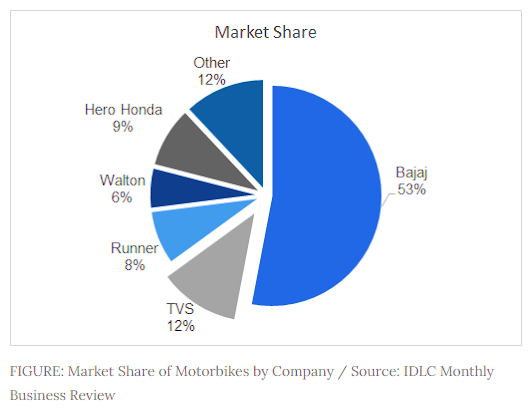 Market Share
Other
12%
Hero Honda
9%
Bajaj
53%
Walton
6%
Runner
8%
TVS
12%
FIGURE: Market Share of Motorbikes by Company / Source: IDLC Monthly
Business Review